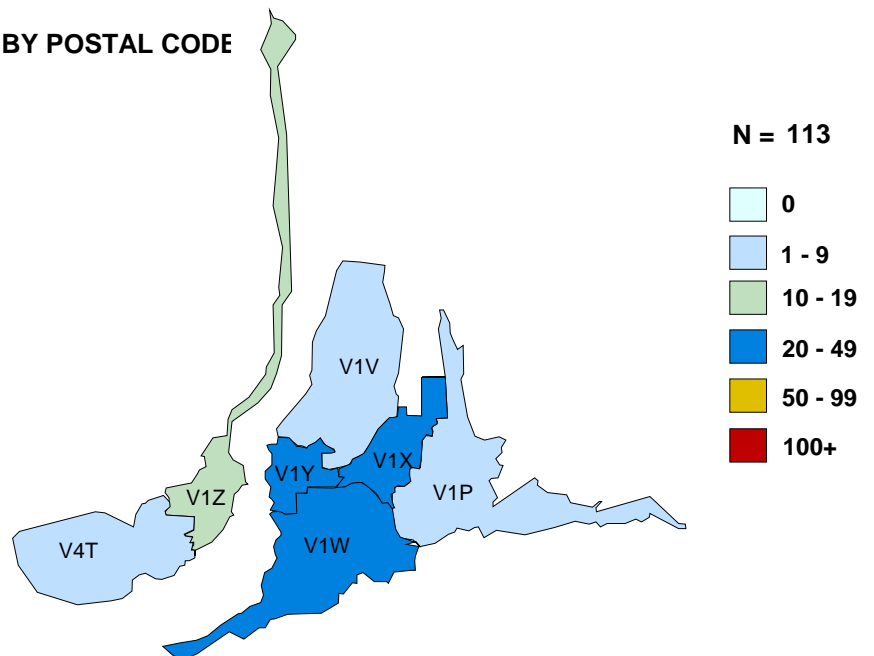 BY POSTAL CODE
N = 113
0
1 - 9
10 - 19
20 - 49
50 - 99
100+
V1V
V1Y
V1X
V1Z
V1P
V4T
V1W